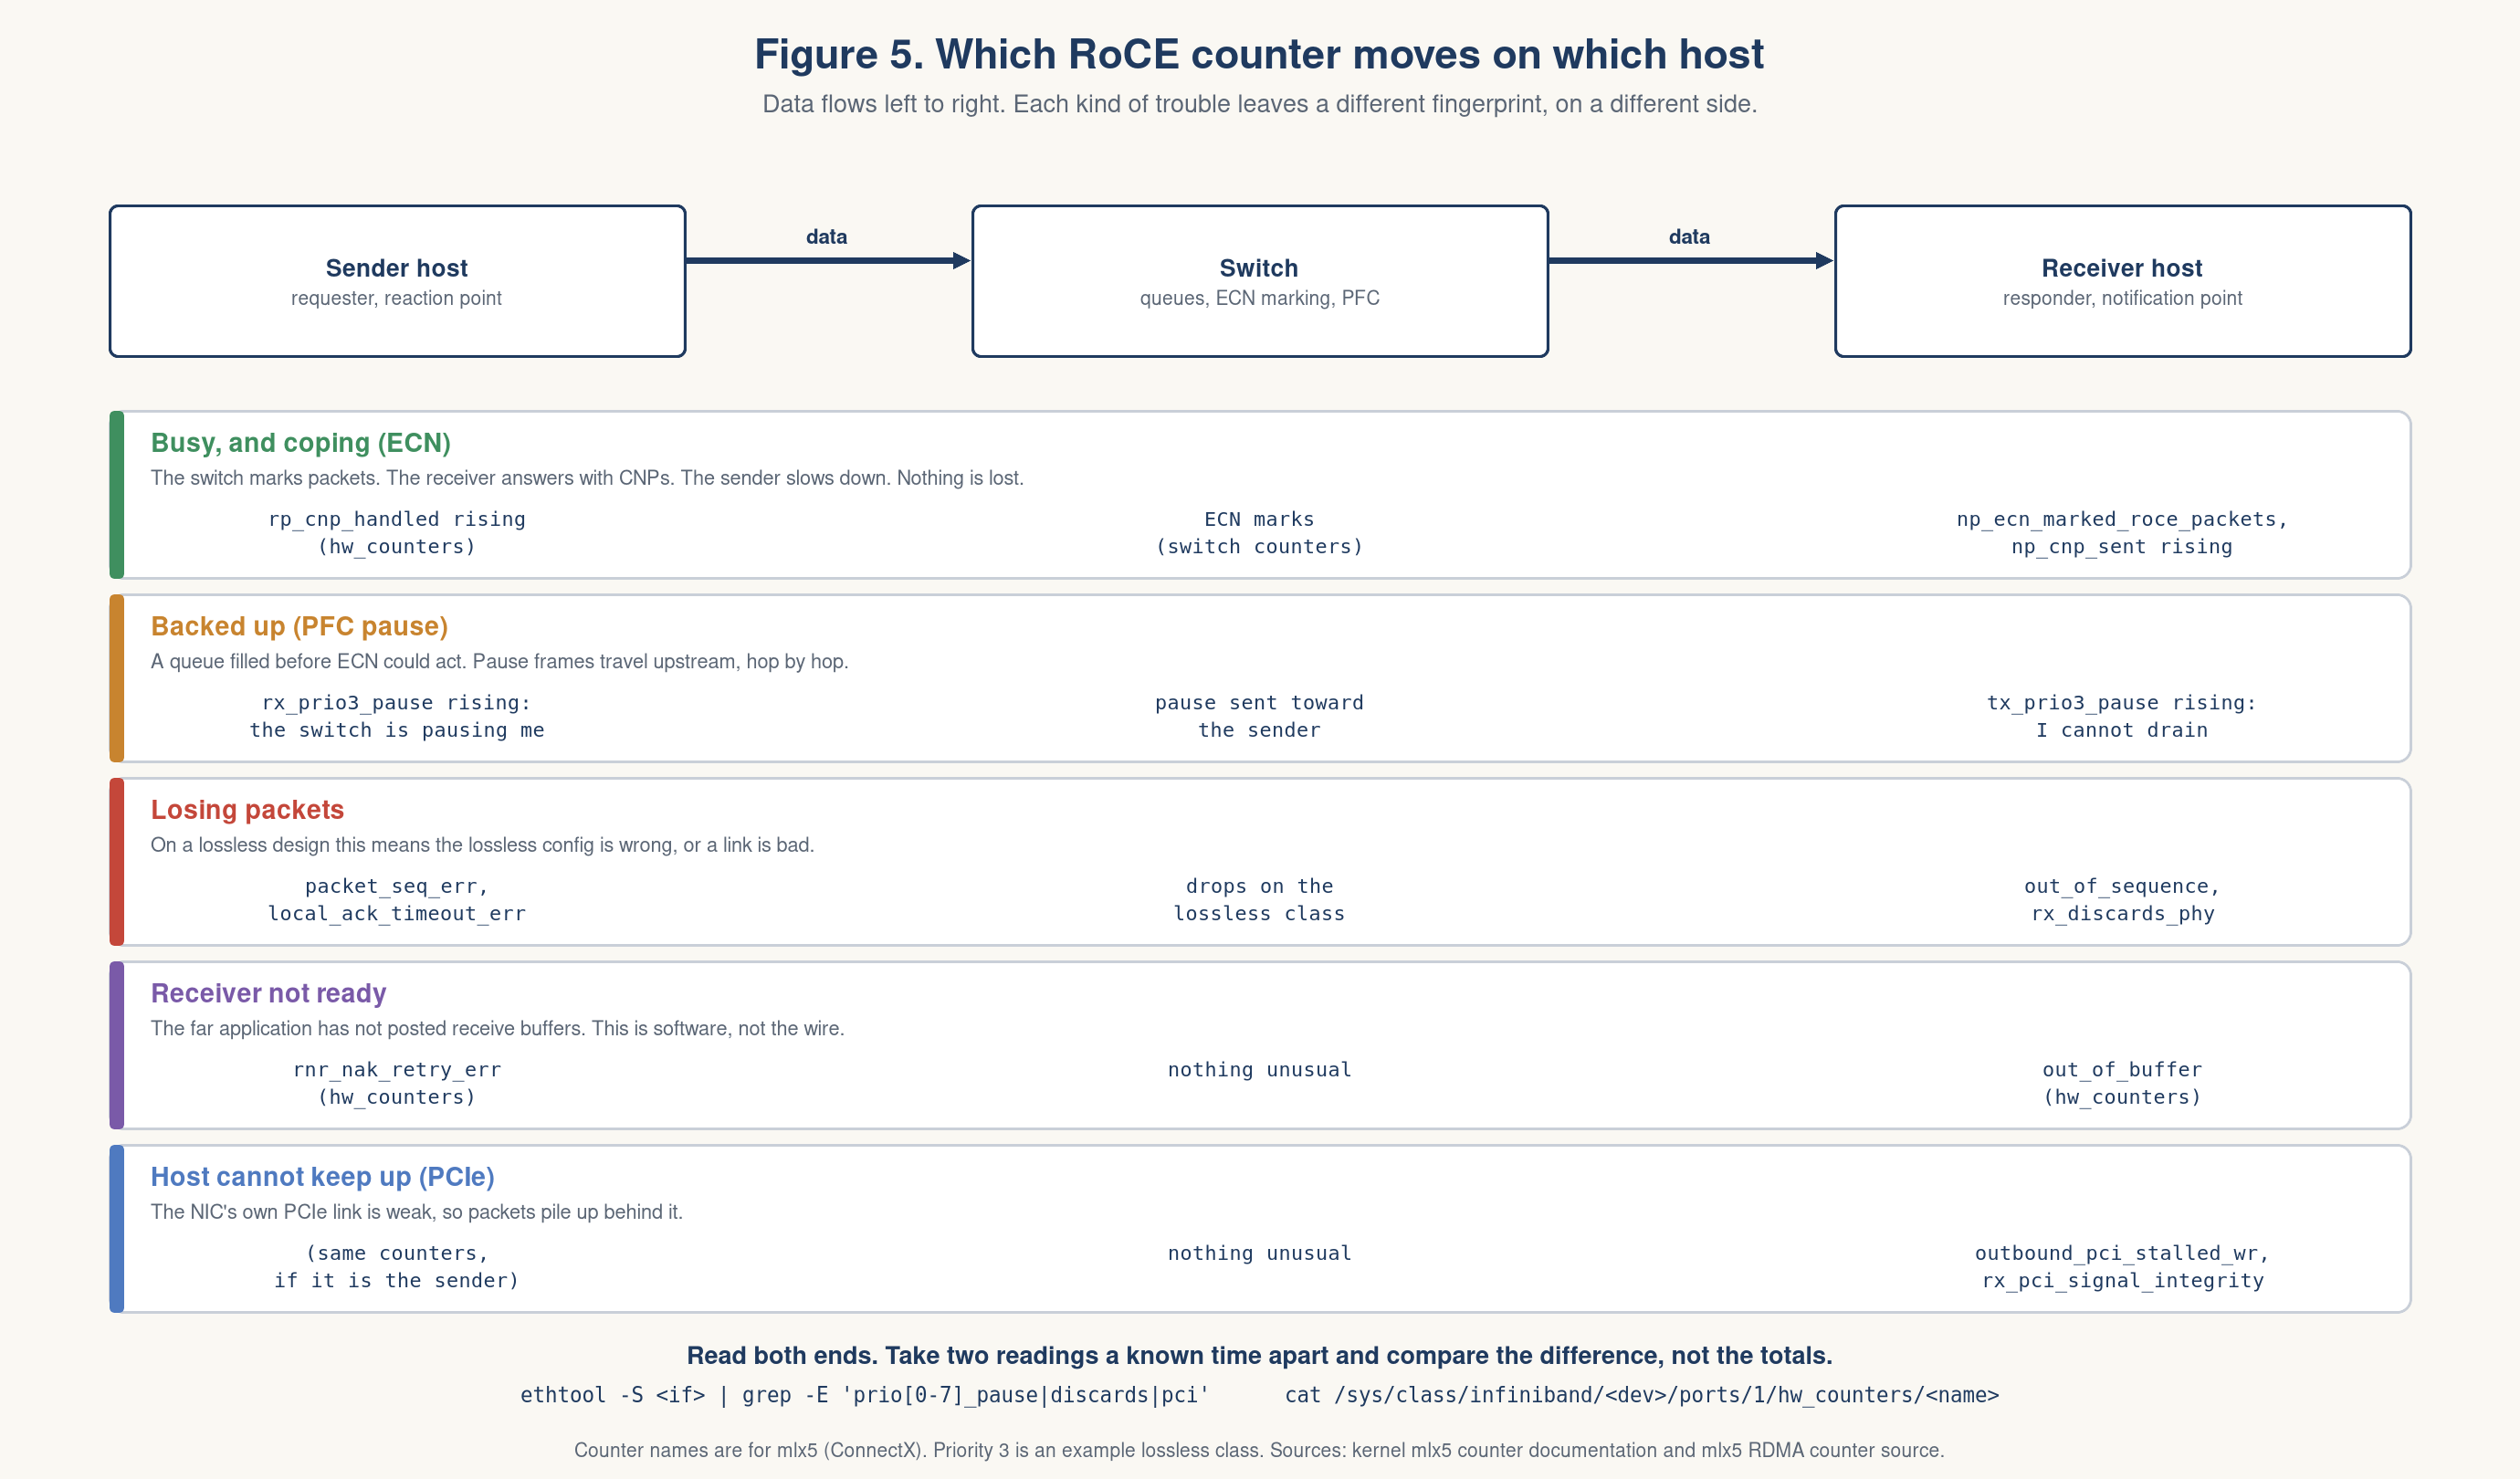 Figure 5. Which RoCE counter moves on which host
Data flows left to right. Each kind of trouble leaves a different fingerprint, on a different side.
Sender host
requester, reaction point
data
Switch
queues, ECN marking, PFC
data
Receiver host
responder, notification point
Busy, and coping (ECN)
The switch marks packets. The receiver answers with CNPs. The sender slows down. Nothing is lost.
rp_cnp_handled rising
(hw_counters)
ECN marks
(switch counters)
np_ecn_marked_roce_packets,
np_cnp_sent rising
Backed up (PFC pause)
A queue filled before ECN could act. Pause frames travel upstream, hop by hop.
rx_prio3_pause rising:
the switch is pausing me
pause sent toward
the sender
tx_prio3_pause rising:
I cannot drain
Losing packets
On a lossless design this means the lossless config is wrong, or a link is bad.
packet_seq_err,
local_ack_timeout_err
drops on the
lossless class
out_of_sequence,
rx_discards_phy
Receiver not ready
The far application has not posted receive buffers. This is software, not the wire.
rnr_nak_retry_err
(hw_counters)
nothing unusual
out_of_buffer
(hw_counters)
Host cannot keep up (PCIe)
The NIC's own PCIe link is weak, so packets pile up behind it.
(same counters,
if it is the sender)
nothing unusual
outbound_pci_stalled_wr,
rx_pci_signal_integrity
Read both ends. Take two readings a known time apart and compare the difference, not the totals.
ethtool -S <if> | grep -E 'prio[0-7]_pause|discards|pci'
cat /sys/class/infiniband/<dev>/ports/1/hw_counters/<name>
Counter names are for mlx5 (ConnectX). Priority 3 is an example lossless class. Sources: kernel mlx5 counter documentation and mlx5 RDMA counter source.